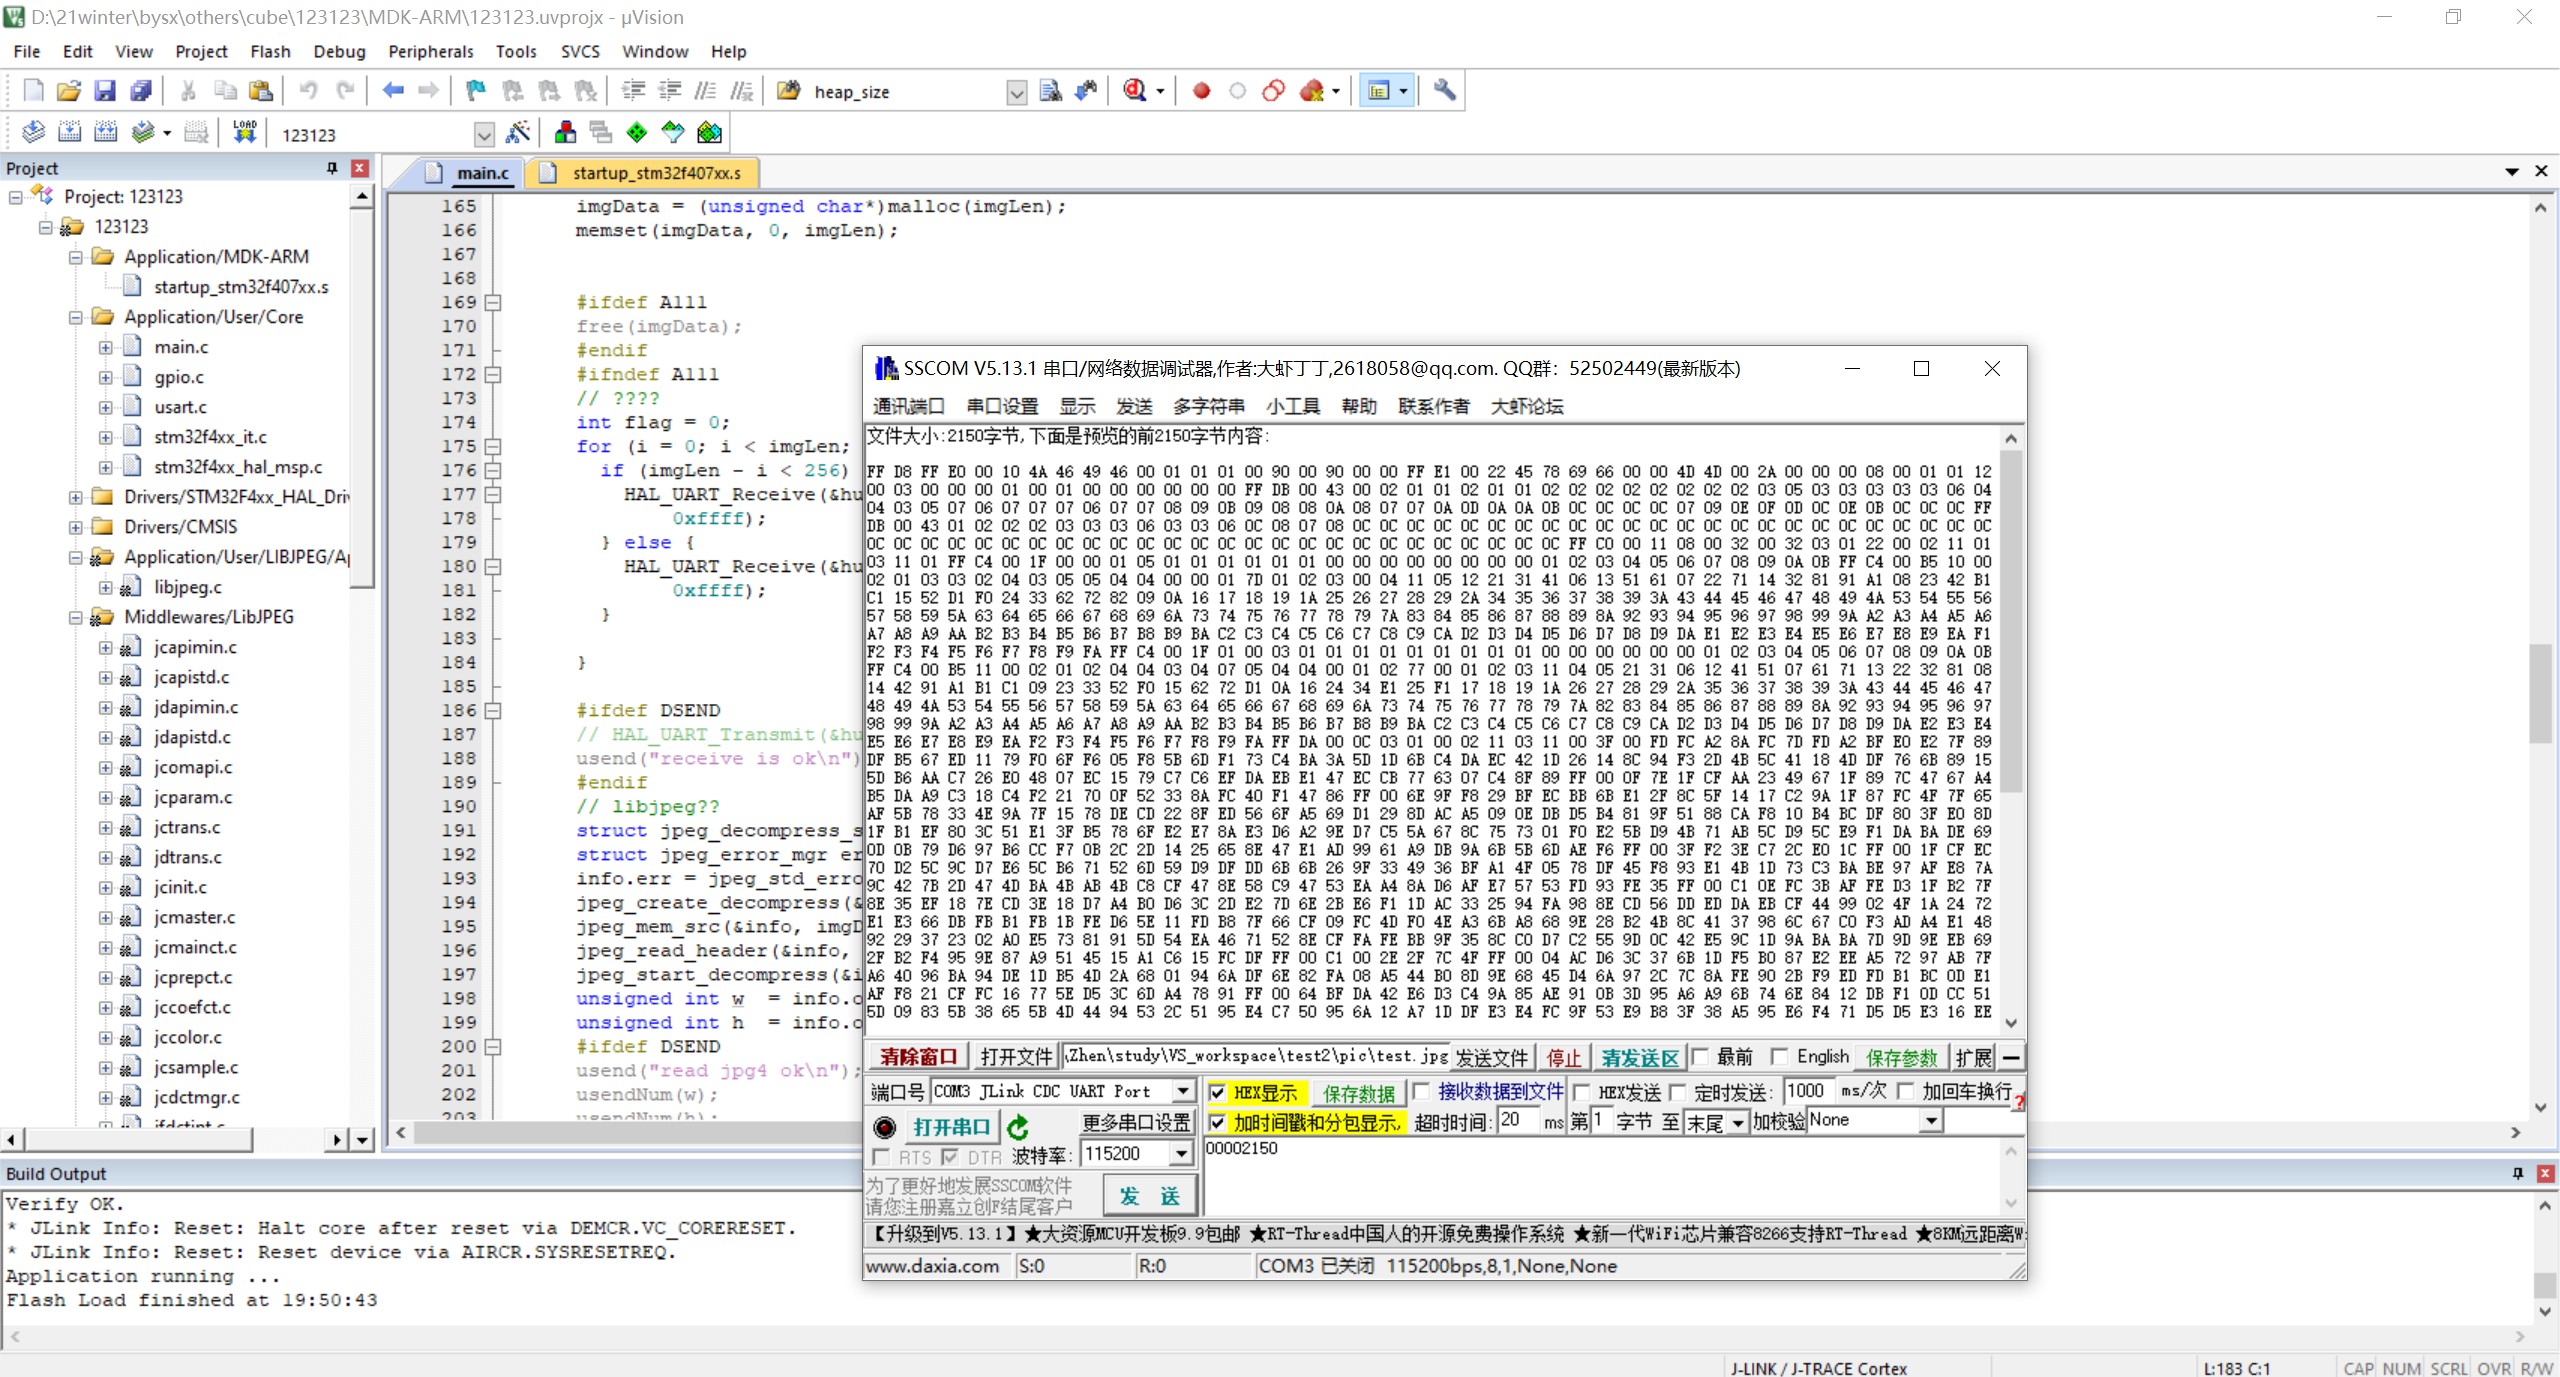 D:\21winter\bysx\others\cube\123123\MDK-ARM\123123.uvprojx - µVision
File Edit View Project Flash Debug Peripherals Tools SVCS Window Help
heap_size
LOAD 123123
Project
Project: 123123
123123
Application/MDK-ARM
startup_stm32f407xx.s
Application/User/Core
main.c
gpio.c
usart.c
stm32f4xx_it.c
stm32f4xx_hal_msp.c
Drivers/STM32F4xx_HAL_Driv
Drivers/CMSIS
Application/User/LIBJPEG/A
libjpeg.c
Middlewares/LibJPEG
jcapimin.c
jcapistd.c
jdapimin.c
jdapistd.c
jcomapi.c
jcparam.c
jctrans.c
jdtrans.c
jcinit.c
jcmaster.c
jcmainct.c
jcprepct.c
jccoefct.c
jccolor.c
jcsample.c
jcdctmgr.c
main.c startup_stm32f407xx.s
165 imgData = (unsigned char*)malloc(imgLen);
166 memset(imgData, 0, imgLen);
167
168
169 #ifdef A111
170 free(imgData);
171 #endif
172 #ifndef A111
173 // ????
174 int flag = 0;
175 for (i = 0; i < imgLen;
176 if (imgLen - i < 256)
177 HAL_UART_Receive(&hu
178 0xffff);
179 } else {
180 HAL_UART_Receive(&hu
181 0xffff);
182 }
183
184 }
185
186 #ifdef DSEND
187 // HAL_UART_Transmit(&hu
188 usend("receive is ok\n")
189 #endif
190 // libjpeg??
191 struct jpeg_decompress_s
192 struct jpeg_error_mgr er
193 info.err = jpeg_std_erro
194 jpeg_create_decompress(&
195 jpeg_mem_src(&info, imgD
196 jpeg_read_header(&info,
197 jpeg_start_decompress(&i
198 unsigned int w = info.o
199 unsigned int h = info.o
200 #ifdef DSEND
201 usend("read jpg4 ok\n");
202 usendNum(w);
203 usendNum(h);
SSCOM V5.13.1 串口/网络数据调试器,作者:大虾丁丁,2618058@qq.com. QQ群: 52502449(最新版本)
通讯端口 串口设置 显示 发送 多字符串 小工具 帮助 联系作者 大虾论坛
文件大小:2150字节,下面是预览的前2150字节内容:
FF D8 FF E0 00 10 4A 46 49 46 00 01 01 01 00 90 00 90 00 00 FF E1 00 22 45 78 69 66 00 00 4D 4D 00 2A 00 00 00 08 00 01 01 12
00 03 00 00 00 01 00 01 00 00 00 00 00 00 FF DB 00 43 00 02 01 01 02 01 01 02 02 02 02 02 02 02 02 03 05 03 03 03 03 03 06 04
04 03 05 07 06 07 07 07 06 07 07 08 09 0B 09 08 08 0A 08 07 07 0A 0D 0A 0A 0B 0C 0C 0C 0C 07 09 0E 0F 0D 0C 0E 0B 0C 0C 0C FF
DB 00 43 01 02 02 02 03 03 03 06 03 03 06 0C 08 07 08 0C 0C 0C 0C 0C 0C 0C 0C 0C 0C 0C 0C 0C 0C 0C 0C 0C 0C 0C 0C 0C 0C 0C 0C
0C 0C 0C 0C 0C 0C 0C 0C 0C 0C 0C 0C 0C 0C 0C 0C 0C 0C 0C 0C 0C 0C 0C 0C 0C 0C FF C0 00 11 08 00 32 00 32 03 01 22 00 02 11 01
03 11 01 FF C4 00 1F 00 00 01 05 01 01 01 01 01 01 00 00 00 00 00 00 00 00 01 02 03 04 05 06 07 08 09 0A 0B FF C4 00 B5 10 00
02 01 03 03 02 04 03 05 05 04 04 00 00 01 7D 01 02 03 00 04 11 05 12 21 31 41 06 13 51 61 07 22 71 14 32 81 91 A1 08 23 42 B1
C1 15 52 D1 F0 24 33 62 72 82 09 0A 16 17 18 19 1A 25 26 27 28 29 2A 34 35 36 37 38 39 3A 43 44 45 46 47 48 49 4A 53 54 55 56
57 58 59 5A 63 64 65 66 67 68 69 6A 73 74 75 76 77 78 79 7A 83 84 85 86 87 88 89 8A 92 93 94 95 96 97 98 99 9A A2 A3 A4 A5 A6
A7 A8 A9 AA B2 B3 B4 B5 B6 B7 B8 B9 BA C2 C3 C4 C5 C6 C7 C8 C9 CA D2 D3 D4 D5 D6 D7 D8 D9 DA E1 E2 E3 E4 E5 E6 E7 E8 E9 EA F1
F2 F3 F4 F5 F6 F7 F8 F9 FA FF C4 00 1F 01 00 03 01 01 01 01 01 01 01 01 01 00 00 00 00 00 00 01 02 03 04 05 06 07 08 09 0A 0B
FF C4 00 B5 11 00 02 01 02 04 04 03 04 07 05 04 04 00 01 02 77 00 01 02 03 11 04 05 21 31 06 12 41 51 07 61 71 13 22 32 81 08
14 42 91 A1 B1 C1 09 23 33 52 F0 15 62 72 D1 0A 16 24 34 E1 25 F1 17 18 19 1A 26 27 28 29 2A 35 36 37 38 39 3A 43 44 45 46 47
48 49 4A 53 54 55 56 57 58 59 5A 63 64 65 66 67 68 69 6A 73 74 75 76 77 78 79 7A 82 83 84 85 86 87 88 89 8A 92 93 94 95 96 97
98 99 9A A2 A3 A4 A5 A6 A7 A8 A9 AA B2 B3 B4 B5 B6 B7 B8 B9 BA C2 C3 C4 C5 C6 C7 C8 C9 CA D2 D3 D4 D5 D6 D7 D8 D9 DA E2 E3 E4
E5 E6 E7 E8 E9 EA F2 F3 F4 F5 F6 F7 F8 F9 FA FF DA 00 0C 03 01 00 02 11 03 11 00 3F 00 FD FC A2 8A FC 7D FD A2 BF E0 E2 7F 89
DF B5 67 ED 11 79 F0 6F F6 05 F8 5B 6D F1 73 C4 BA 3A 5D 1D 6B C4 DA EC 42 1D 26 14 8C 94 F3 2D 4B 5C 41 18 4D DF 76 6B 89 15
5D B6 AA C7 26 E0 48 07 EC 15 79 C7 C6 EF DA EB E1 47 EC CB 77 63 07 C4 8F 89 FF 00 0F 7E 1F CF AA 23 49 67 1F 89 7C 47 67 A4
B5 DA A9 C3 18 C4 F2 21 70 0F 52 33 8A FC 40 F1 47 86 FF 00 6E 9F F8 29 BF EC BB 6B E1 2F 8C 5F 14 17 C2 9A 1F 87 FC 4F 7F 65
AF 5B 78 33 4E 9A 7F 15 78 DE CD 22 8F ED 56 6F A5 69 D1 29 8D AC A5 09 0E DB D5 B4 81 9F 51 88 CA F8 10 B4 BC DF 80 3F E0 8D
1F B1 EF 80 3C 51 E1 3F B5 78 6F E2 E7 8A E3 D6 A2 9E D7 C5 5A 67 8C 75 73 01 F0 E2 5B D9 4B 71 AB 5C D9 5C E9 F1 DA BA DE 69
0D 0B 79 D6 97 B6 CC F7 0B 2C 2D 14 25 65 8E 47 E1 AD 99 61 A9 DB 9A 6B 5B 6D AE F6 FF 00 3F F2 3E C7 2C E0 1C FF 00 1F CF EC
70 D2 5C 9C D7 E6 5C B6 71 52 6D 59 D9 DF DD 6B 6B 26 9F 33 49 36 BF A1 4F 05 78 DF 45 F8 93 E1 4B 1D 73 C3 BA BE 97 AF E8 7A
9C 42 7B 2D 47 4D BA 4B AB 4B C8 CF 47 8E 58 C9 47 53 EA A4 8A D6 AF E7 57 53 FD 93 FE 35 FF 00 C1 0E FC 3B AF FE D3 1F B2 7F
8E 35 EF 18 7E CD 3E 18 D7 A4 B0 D6 3C 2D E2 7D 6E 2B E6 F1 1D AC 33 25 94 FA 98 8E CD 56 DD ED DA EB CF 44 99 02 4F 1A 24 72
E1 E3 66 DB FB B1 FB 1B FE D6 5E 11 FD B8 7F 66 CF 09 FC 4D F0 4E A3 6B A8 68 9E 28 B2 4B 8C 41 37 98 6C 67 C0 F3 AD A4 E1 48
92 29 37 23 02 A0 E5 73 81 91 5D 54 EA 46 71 52 8E CF FA FE BB 9F 35 8C C0 D7 C2 55 9D 0C 42 E5 9C 1D 9A BA BA 7D 9D 9E EB 69
2F B2 F4 95 9E 87 A9 51 45 15 A1 C6 15 FC DF FF 00 C1 00 2E 2F 7C 4F FF 00 04 AC D6 3C 37 6B 1D F5 B0 87 E2 EE A5 72 97 AB 7F
A6 40 96 BA 94 DE 1D B5 4D 2A 68 01 94 6A DF 6E 82 FA 08 A5 44 B0 8D 9E 68 45 D4 6A 97 2C 7C 8A FE 90 2B F9 ED FD B1 BC 0D E1
AF F8 21 CF FC 16 77 5E D5 3C 6D A4 78 91 FF 00 64 BF DA 42 E6 D3 C4 9A 85 AE 91 0B 3D 95 A6 A9 6B 74 6E 84 12 DB F1 0D CC 51
5D 09 83 5B 38 65 5B 4D 44 94 53 2C 51 95 E4 C7 50 95 6A 12 A7 1D DF E3 E4 FC 9F 53 E9 B8 3F 38 A5 95 E6 F4 71 D5 D5 E3 16 EE
清除窗口 打开文件 \Zhen\study\VS_workspace\test2\pic\test.jpg 发送文件 停止 清发送区 最前 English 保存参数 扩展
端口号 COM3 JLink CDC UART Port HEX显示 保存数据 接收数据到文件 HEX发送 定时发送: 1000 ms/次 加回车换行
打开串口 更多串口设置 加时间戳和分包显示, 超时时间: 20 ms 第 1 字节 至 末尾 加校验 None
RTS DTR 波特率: 115200
00002150
为了更好地发展SSCOM软件
请您注册嘉立创F结尾客户
发 送
【升级到V5.13.1】★大资源MCU开发板9.9包邮 ★RT-Thread中国人的开源免费操作系统 ★新一代WiFi芯片兼容8266支持RT-Thread ★8KM远距离W
www.daxia.com S:0 R:0 COM3 已关闭 115200bps,8,1,None,None
Build Output
Verify OK.
* JLink Info: Reset: Halt core after reset via DEMCR.VC_CORERESET.
* JLink Info: Reset: Reset device via AIRCR.SYSRESETREQ.
Application running ...
Flash Load finished at 19:50:43
J-LINK / J-TRACE Cortex L:183 C:1 CAP NUM SCRL OVR R/W